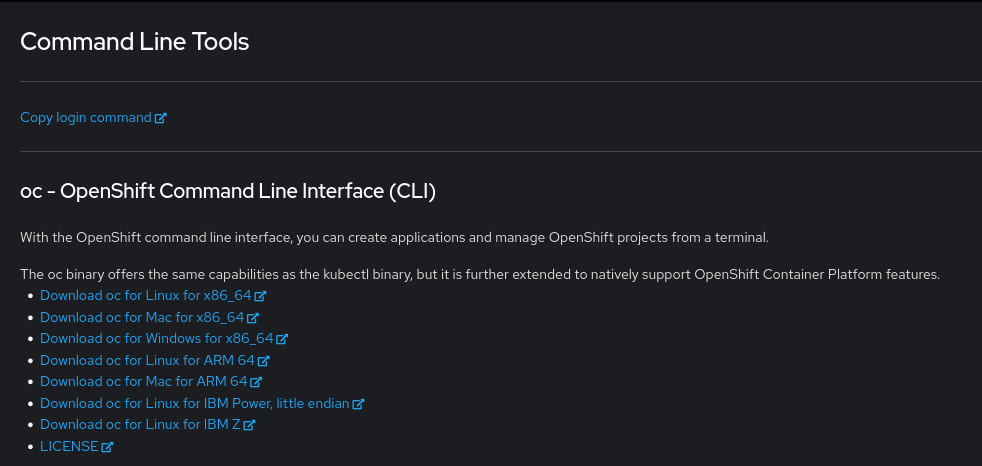 Command Line Tools
Copy login command
oc - OpenShift Command Line Interface (CLI)
With the OpenShift command line interface, you can create applications and manage OpenShift projects from a terminal.
The oc binary offers the same capabilities as the kubectl binary, but it is further extended to natively support OpenShift Container Platform features.
• Download oc for Linux for x86_64
• Download oc for Mac for x86_64
• Download oc for Windows for x86_64
• Download oc for Linux for ARM 64
• Download oc for Mac for ARM 64
• Download oc for Linux for IBM Power, little endian
• Download oc for Linux for IBM Z
• LICENSE